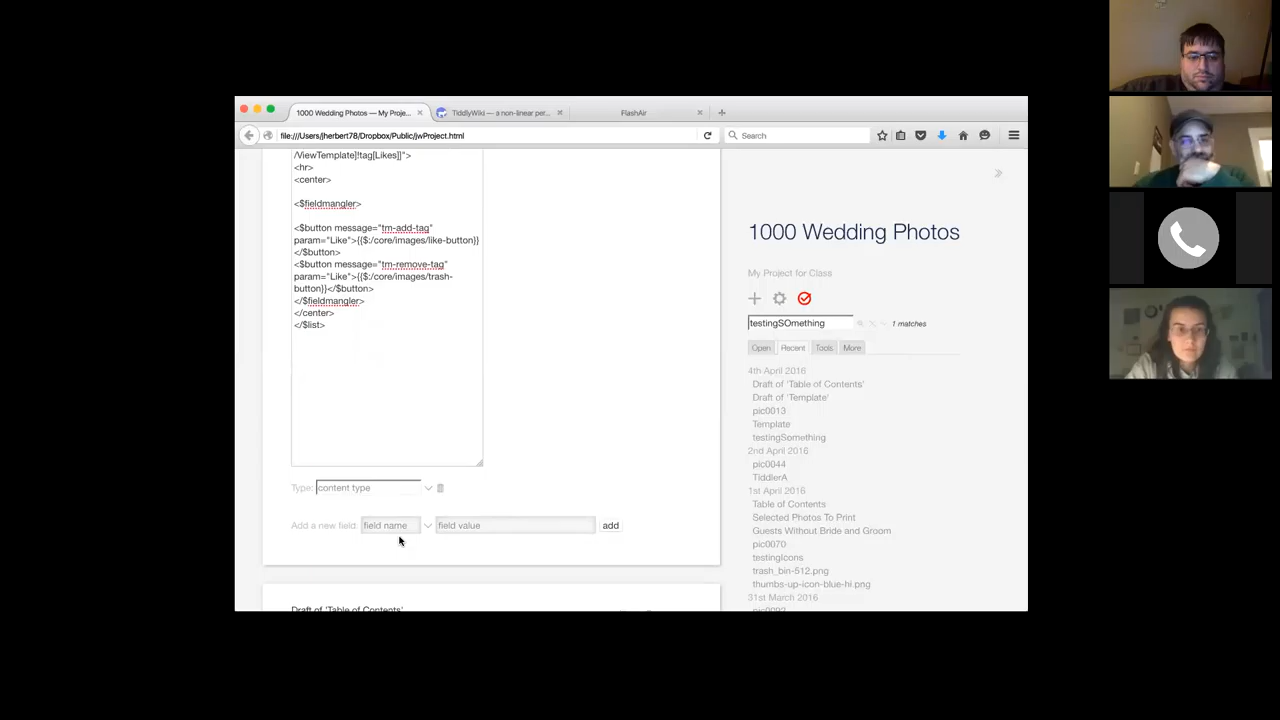 1000 Wedding Photos — My Proje...
TiddlyWiki — a non-linear per...
FlashAir
file:///Users/jherbert78/Dropbox/Public/jwProject.html
Search
/ViewTemplate]!tag[Likes]]">
<hr>
<center>
<$fieldmangler>
<$button message="tm-add-tag"
param="Like">{{$:/core/images/like-button}}
</$button>
<$button message="tm-remove-tag"
param="Like">{{$:/core/images/trash-
button}}</$button>
</$fieldmangler>
</center>
</$list>
Type: content type
Add a new field: field name field value add
Draft of 'Table of Contents'
1000 Wedding Photos
My Project for Class
testingSOmething 1 matches
Open Recent Tools More
4th April 2016
Draft of 'Table of Contents'
Draft of 'Template'
pic0013
Template
testingSomething
2nd April 2016
pic0044
TiddlerA
1st April 2016
Table of Contents
Selected Photos To Print
Guests Without Bride and Groom
pic0070
testingIcons
trash_bin-512.png
thumbs-up-icon-blue-hi.png
31st March 2016
pic0092